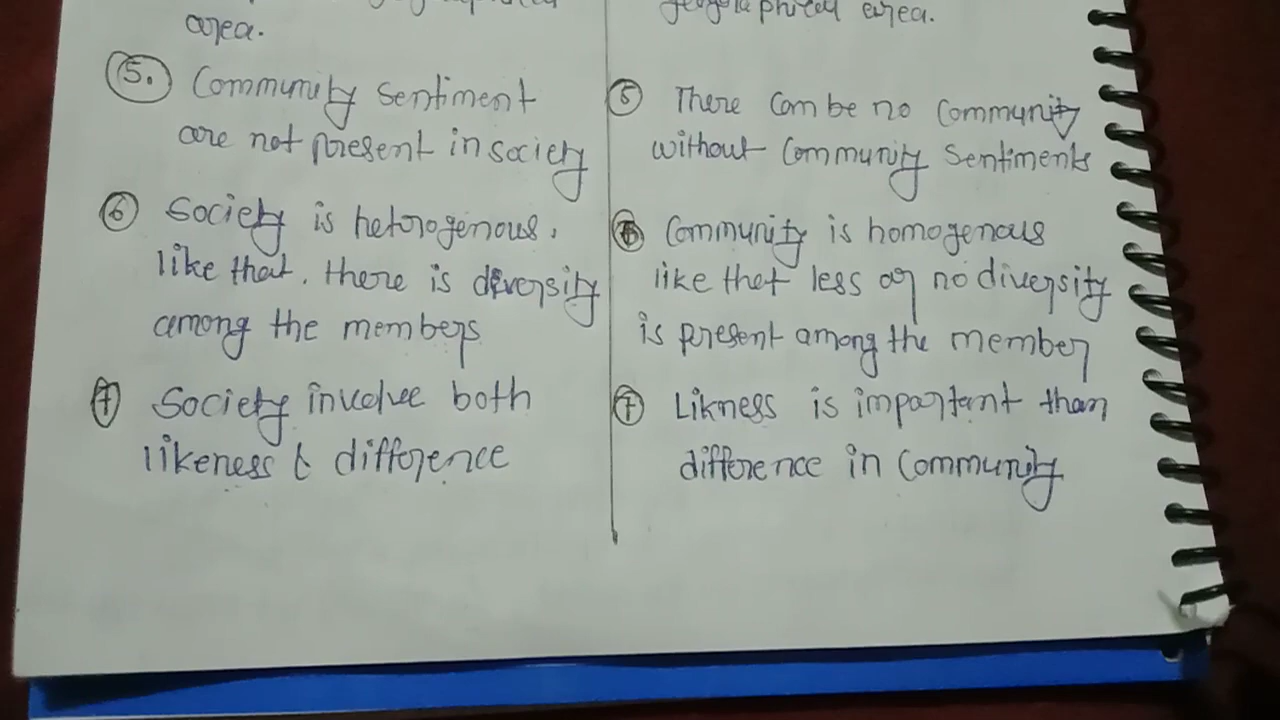 area.
5. Community Sentiment
are not present in society
6 Society is heterogenous.
like that. there is diversity
among the members
7 Society involve both
likeness & difference
geographical area.
5 There Can be no Community
without Community Sentiments
6 Community is homogenous
like that less or no diversity
is present among the member
7 Likness is important than
difference in Community